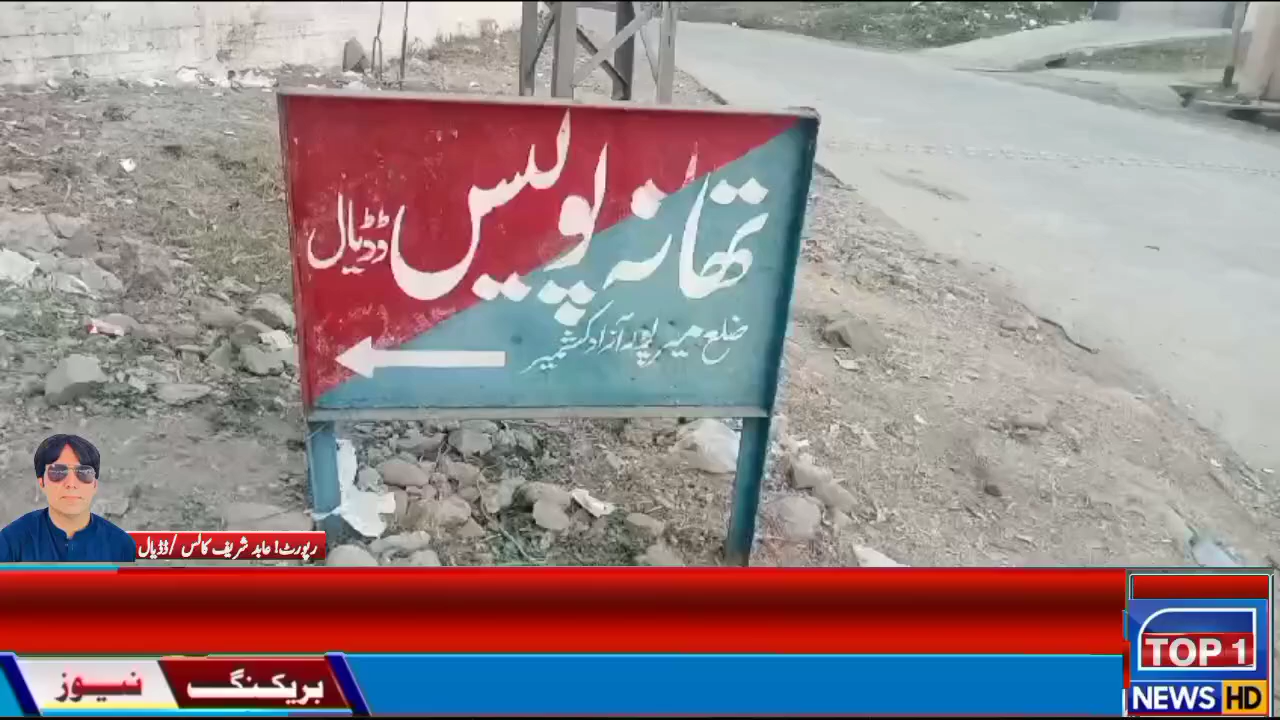 تھانہ پولیس ڈڈیال
ضلع میرپور آزاد کشمیر
رپورٹ! عابد شریف کالس / ڈڈیال
بریکنگ نیوز
TOP 1
NEWS HD